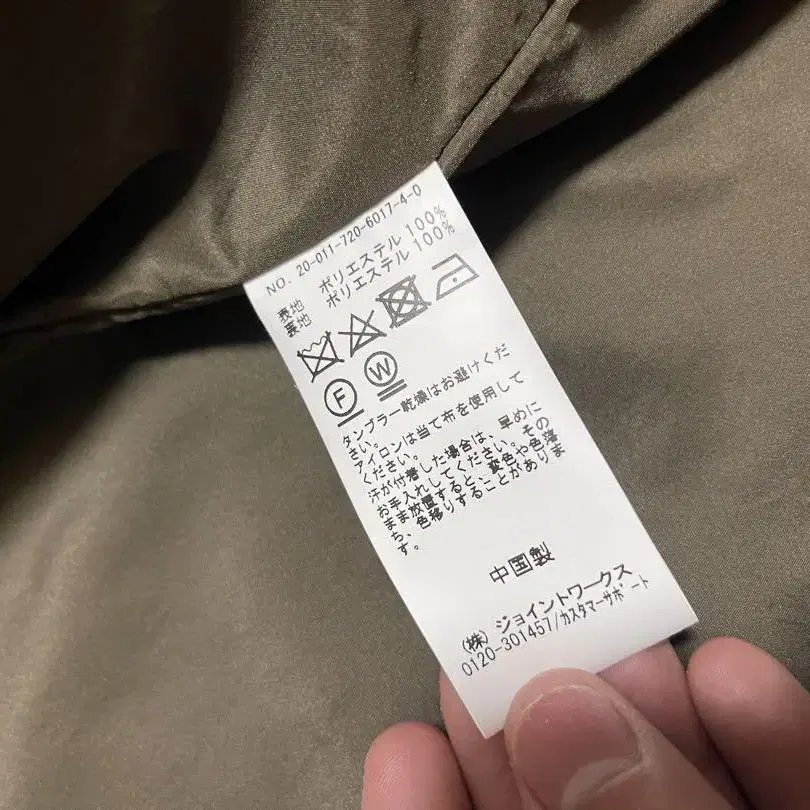 NO. 20-011-720-6017-4-0
表地 ポリエステル 100%
裏地 ポリエステル 100%
F W
タンブラー乾燥はお避けくだ
さい。
アイロンは当て布を使用して
ください。
汗が付着した場合は、早めに
お手入れしてください。その
まま放置すると、変色や色落
ち、色移りすることがありま
す。
中国製
(株) ジョイントワークス
0120-301457/カスタマーサポート